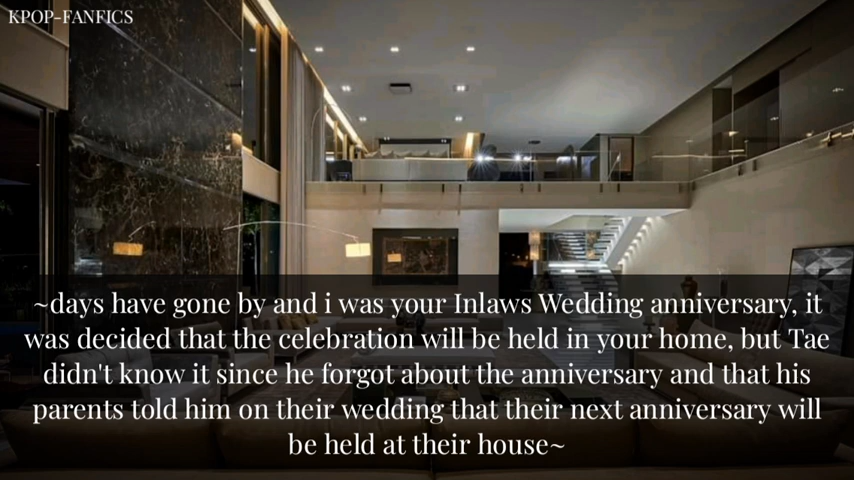 KPOP-FANFICS
~days have gone by and i was your Inlaws Wedding anniversary, it
was decided that the celebration will be held in your home, but Tae
didn't know it since he forgot about the anniversary and that his
parents told him on their wedding that their next anniversary will
be held at their house~